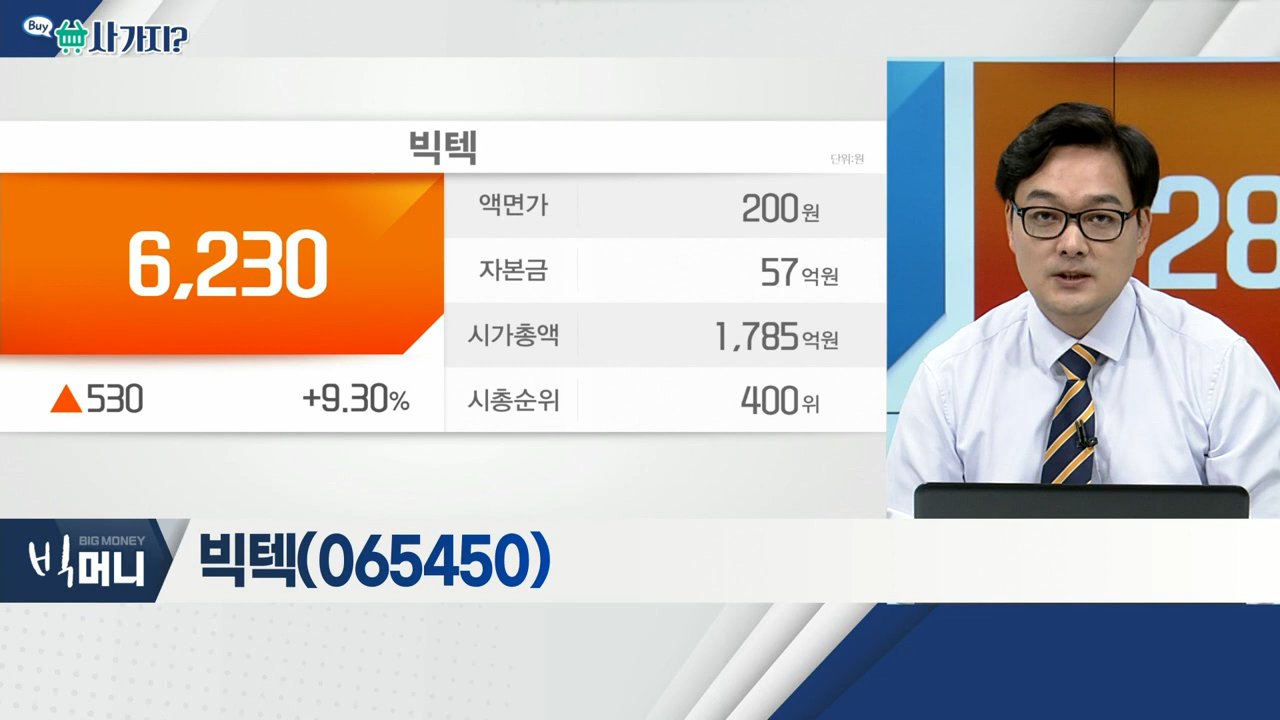 Buy
사가지?
빅텍
단위:원
6,230
▲530 +9.30%
액면가 200원
자본금 57억원
시가총액 1,785억원
시총순위 400위
28
BIG MONEY
빅머니
빅텍(065450)